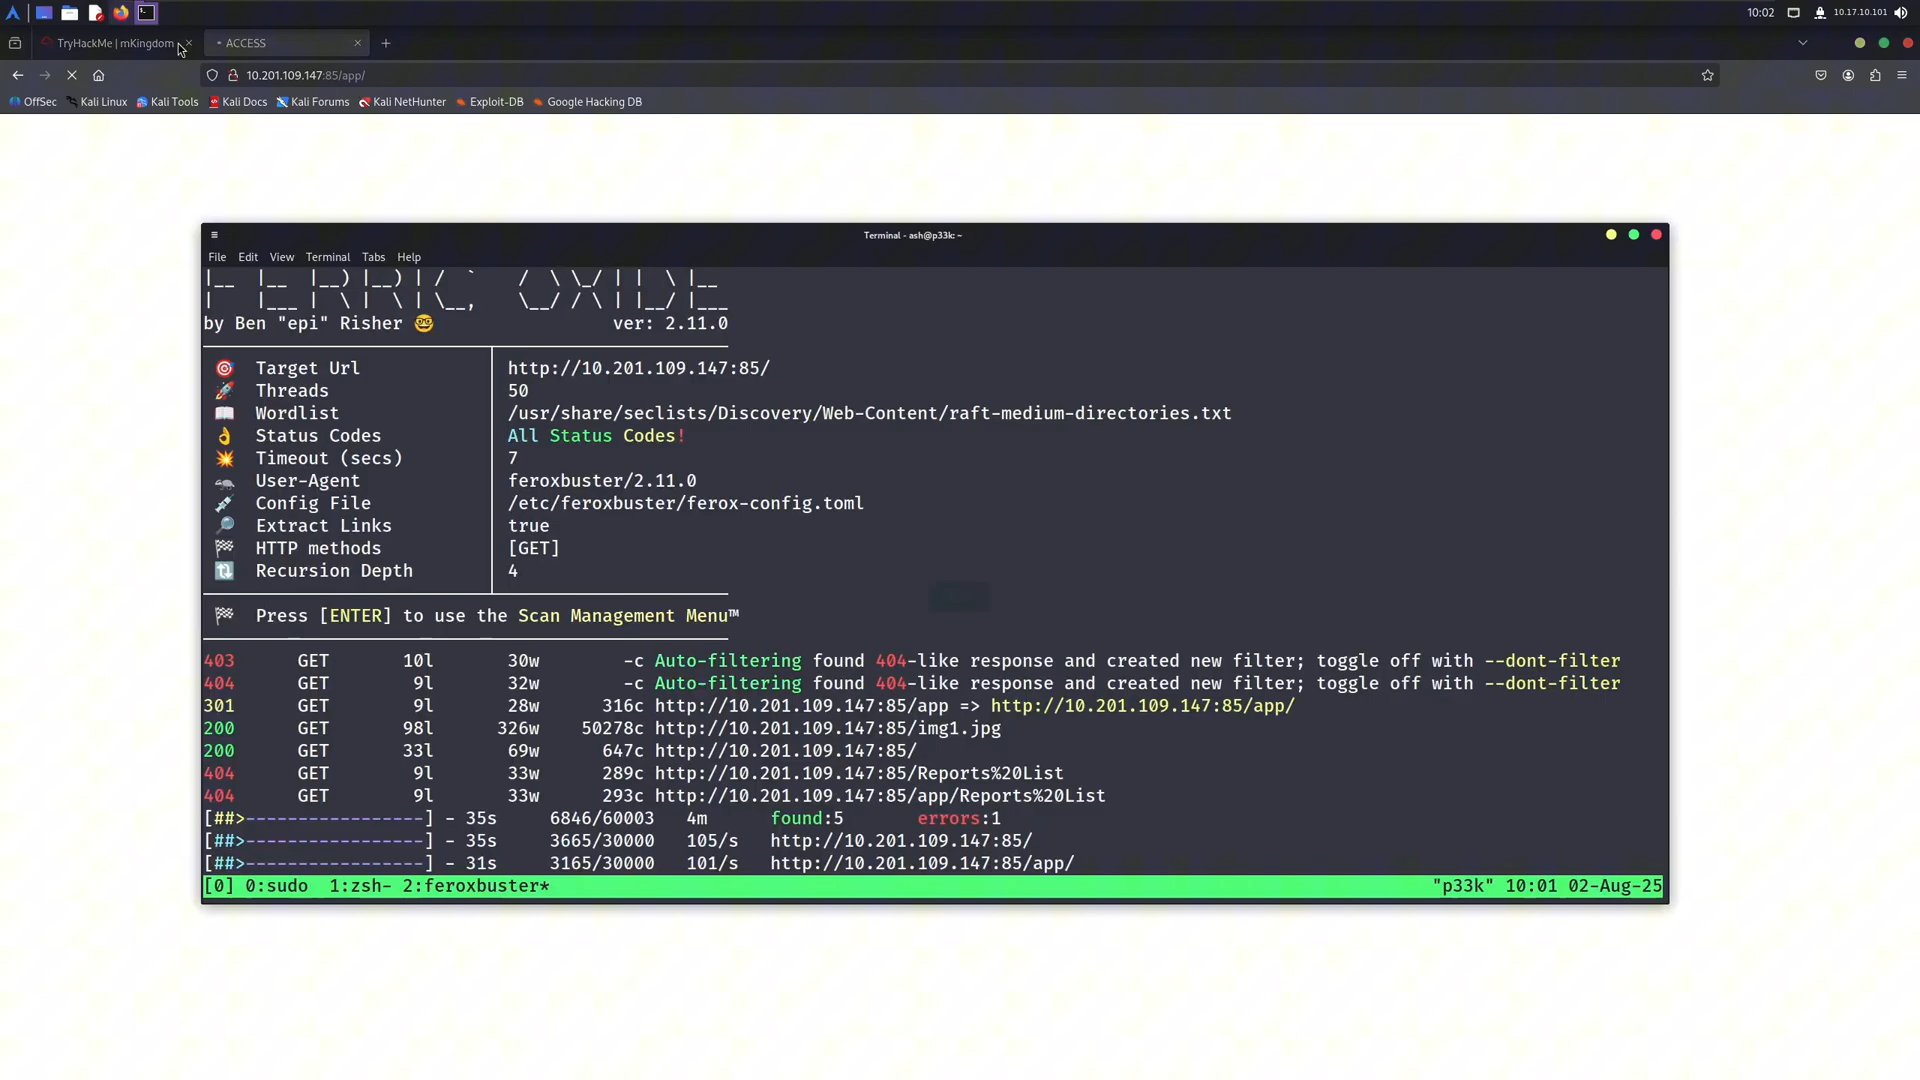 10:02
10.17.10.101
TryHackMe | mKingdom
ACCESS
10.201.109.147:85/app/
OffSec Kali Linux Kali Tools Kali Docs Kali Forums Kali NetHunter Exploit-DB Google Hacking DB
Terminal - ash@p33k: ~
File Edit View Terminal Tabs Help
|__ |__ |__) |__) | / ` / \ \_/ | | \ |__
| |___ | \ | \ | \__, \__/ / \ | |__/ |___
by Ben "epi" Risher 🤓 ver: 2.11.0
🎯 Target Url │ http://10.201.109.147:85/
🚀 Threads │ 50
📖 Wordlist │ /usr/share/seclists/Discovery/Web-Content/raft-medium-directories.txt
👌 Status Codes │ All Status Codes!
💥 Timeout (secs) │ 7
🦡 User-Agent │ feroxbuster/2.11.0
💉 Config File │ /etc/feroxbuster/ferox-config.toml
🔎 Extract Links │ true
🏁 HTTP methods │ [GET]
🔃 Recursion Depth │ 4
🏁 Press [ENTER] to use the Scan Management Menu™
403 GET 10l 30w -c Auto-filtering found 404-like response and created new filter; toggle off with --dont-filter
404 GET 9l 32w -c Auto-filtering found 404-like response and created new filter; toggle off with --dont-filter
301 GET 9l 28w 316c http://10.201.109.147:85/app => http://10.201.109.147:85/app/
200 GET 98l 326w 50278c http://10.201.109.147:85/img1.jpg
200 GET 33l 69w 647c http://10.201.109.147:85/
404 GET 9l 33w 289c http://10.201.109.147:85/Reports%20List
404 GET 9l 33w 293c http://10.201.109.147:85/app/Reports%20List
[##>-----------------] - 35s 6846/60003 4m found:5 errors:1
[##>-----------------] - 35s 3665/30000 105/s http://10.201.109.147:85/
[##>-----------------] - 31s 3165/30000 101/s http://10.201.109.147:85/app/
[0] 0:sudo 1:zsh- 2:feroxbuster* "p33k" 10:01 02-Aug-25